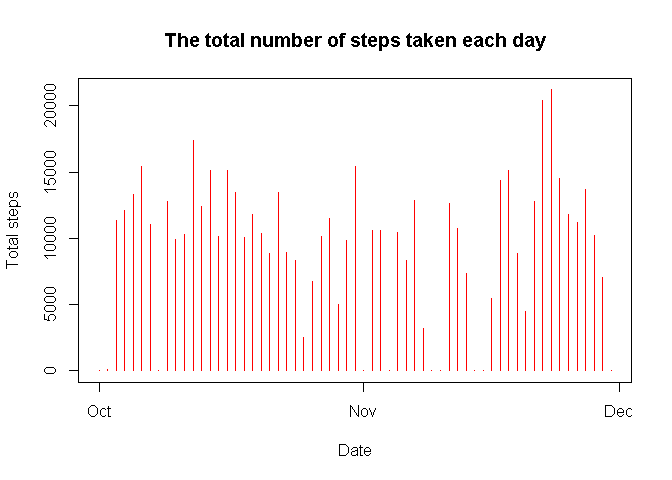 The total number of steps taken each day
20000
15000
10000
5000
0
Total steps
Oct Nov Dec
Date